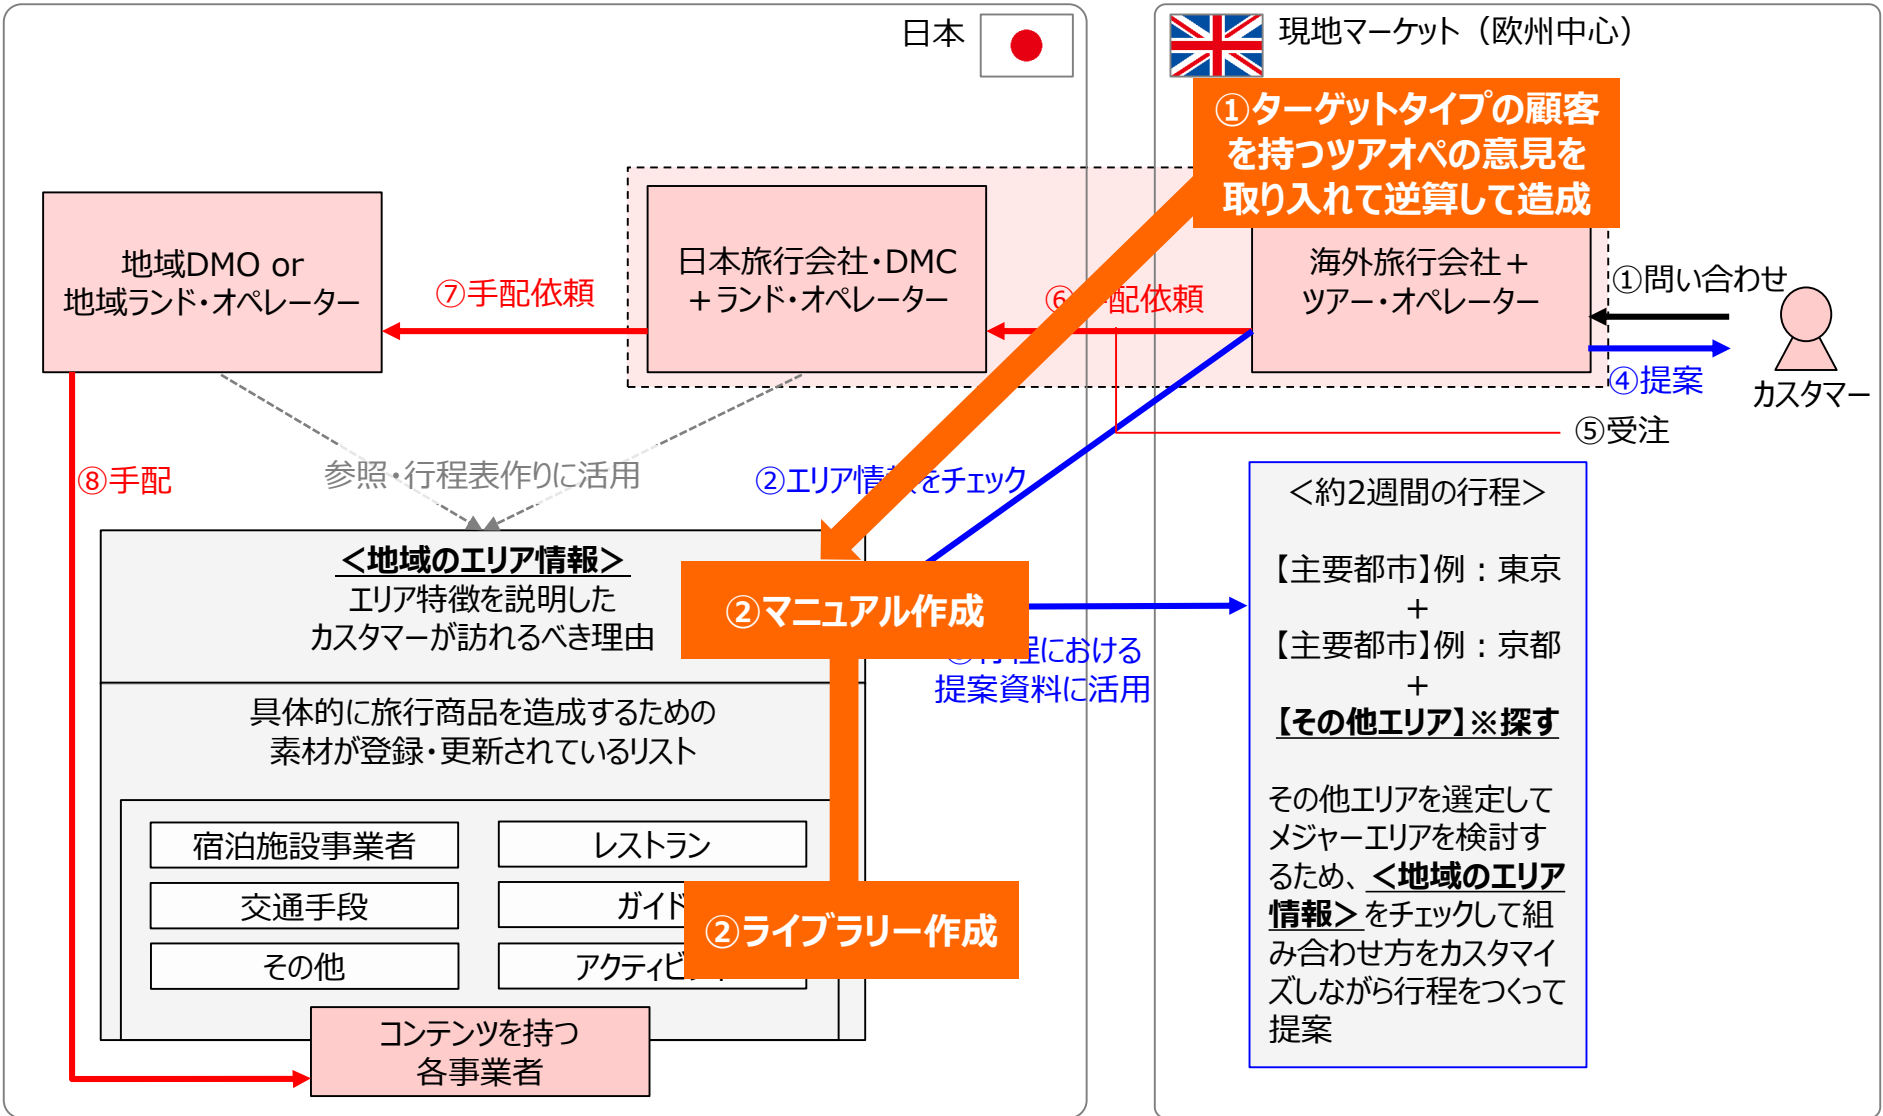 日本
現地マーケット（欧州中心）
①ターゲットタイプの顧客
を持つツアオペの意見を
取り入れて逆算して造成
地域DMO or
地域ランド・オペレーター
⑦手配依頼
日本旅行会社・DMC
＋ランド・オペレーター
配依頼
海外旅行会社＋
ツアー・オペレーター
①問い合わせ
④提案
カスタマー
⑤受注
⑧手配
参照・行程表作りに活用
②エリア情
をチェック
＜地域のエリア情報＞
エリア特徴を説明した
カスタマーが訪れるべき理由
②マニュアル作成
程における
提案資料に活用
具体的に旅行商品を造成するための
素材が登録・更新されているリスト
宿泊施設事業者
レストラン
交通手段
ガイド
その他
アクティビ
②ライブラリー作成
コンテンツを持つ
各事業者
＜約2週間の行程＞
【主要都市】例：東京
＋
【主要都市】例：京都
＋
【その他エリア】※探す
その他エリアを選定して
メジャーエリアを検討す
るため、＜地域のエリア
情報＞をチェックして組
み合わせ方をカスタマイ
ズしながら行程をつくって
提案